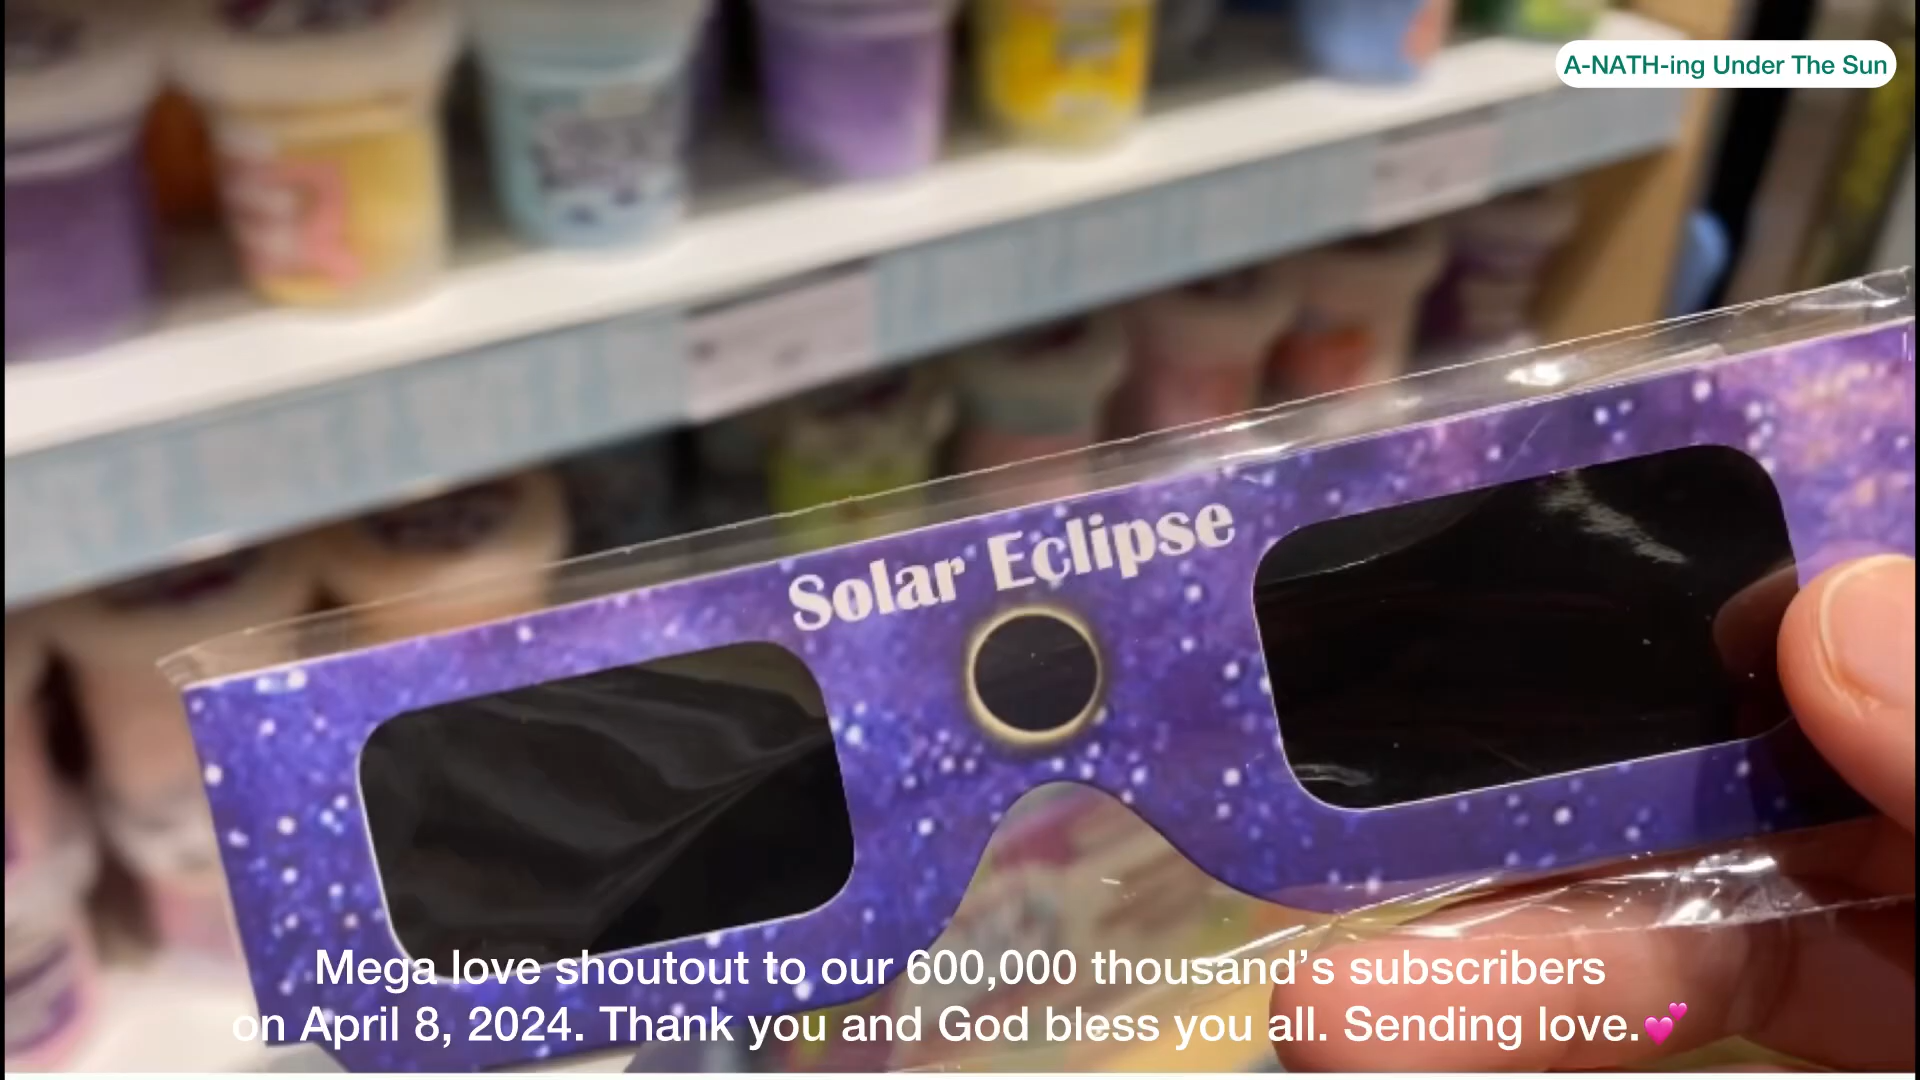 A-NATH-ing Under The Sun
Solar Eclipse
Mega love shoutout to our 600,000 thousand’s subscribers
on April 8, 2024. Thank you and God bless you all. Sending love.💕